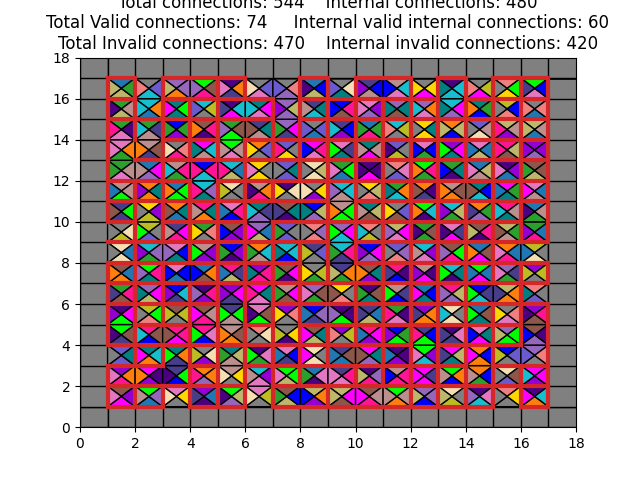 Total connections: 544 Internal connections: 480
Total Valid connections: 74 Internal valid internal connections: 60
Total Invalid connections: 470 Internal invalid connections: 420
18
16
14
12
10
8
6
4
2
0
0 2 4 6 8 10 12 14 16 18